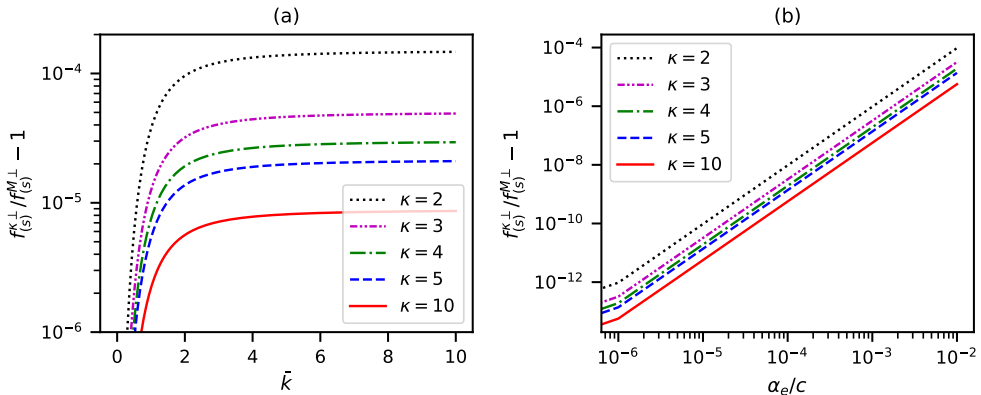 (a)
f_{(s)}^{κ⊥}/f_{(s)}^{M⊥} − 1
10^{-4}
10^{-5}
10^{-6}
0 2 4 6 8 10
k̄
κ = 2
κ = 3
κ = 4
κ = 5
κ = 10
(b)
f_{(s)}^{κ⊥}/f_{(s)}^{M⊥} − 1
10^{-4}
10^{-6}
10^{-8}
10^{-10}
10^{-12}
10^{-6} 10^{-5} 10^{-4} 10^{-3} 10^{-2}
α_e/c
κ = 2
κ = 3
κ = 4
κ = 5
κ = 10